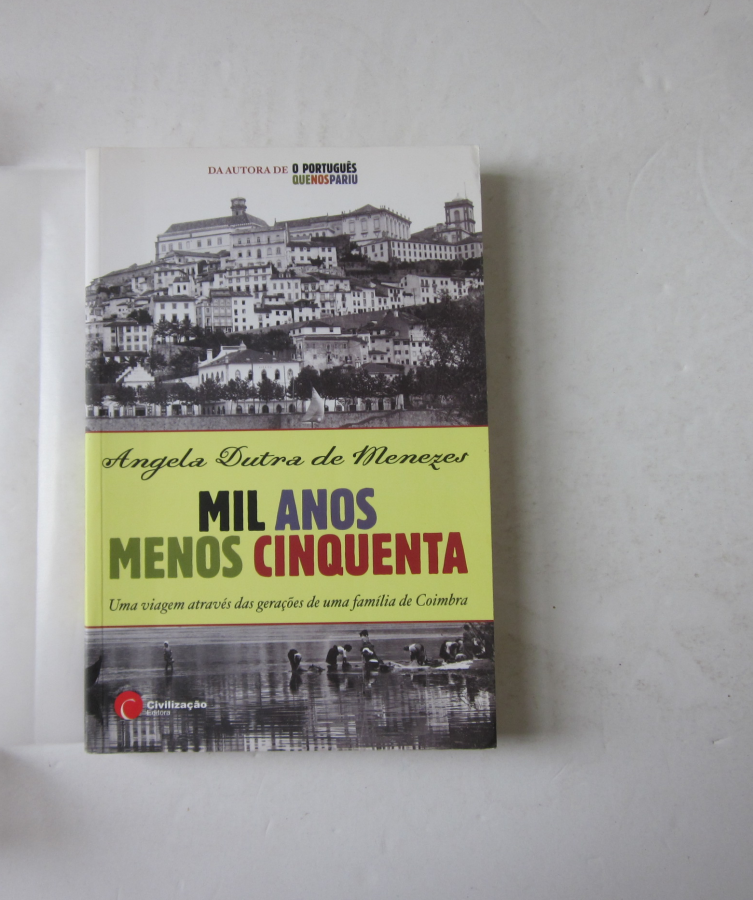 DA AUTORA DE O PORTUGUÊS
QUENOSPARIU
Angela Dutra de Menezes
MIL ANOS
MENOS CINQUENTA
Uma viagem através das gerações de uma família de Coimbra
C
Civilização
Editora